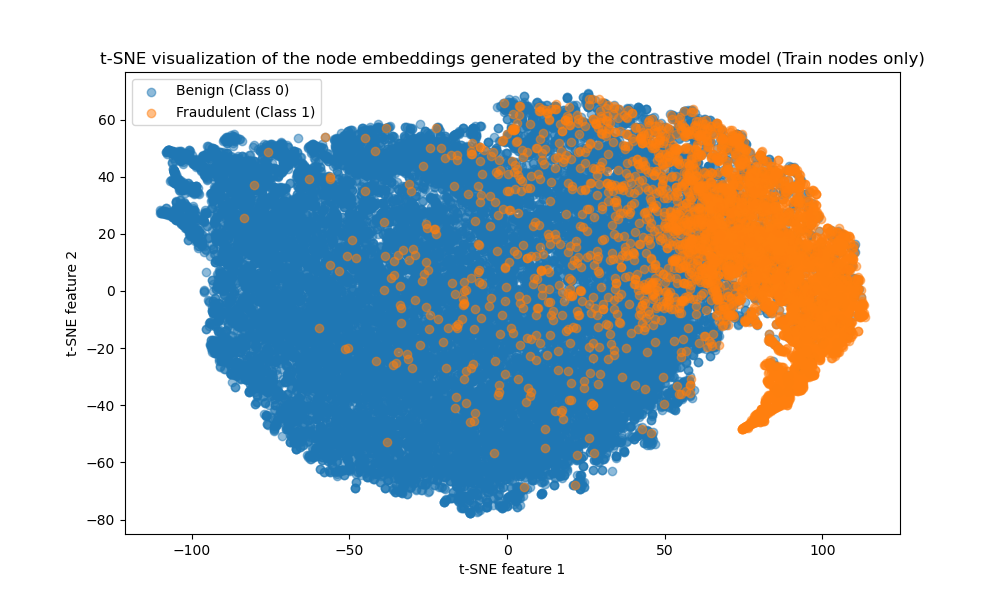 t-SNE visualization of the node embeddings generated by the contrastive model (Train nodes only)
Benign (Class 0)
Fraudulent (Class 1)
60
40
20
0
−20
−40
−60
−80
t-SNE feature 2
−100
−50
0
50
100
t-SNE feature 1